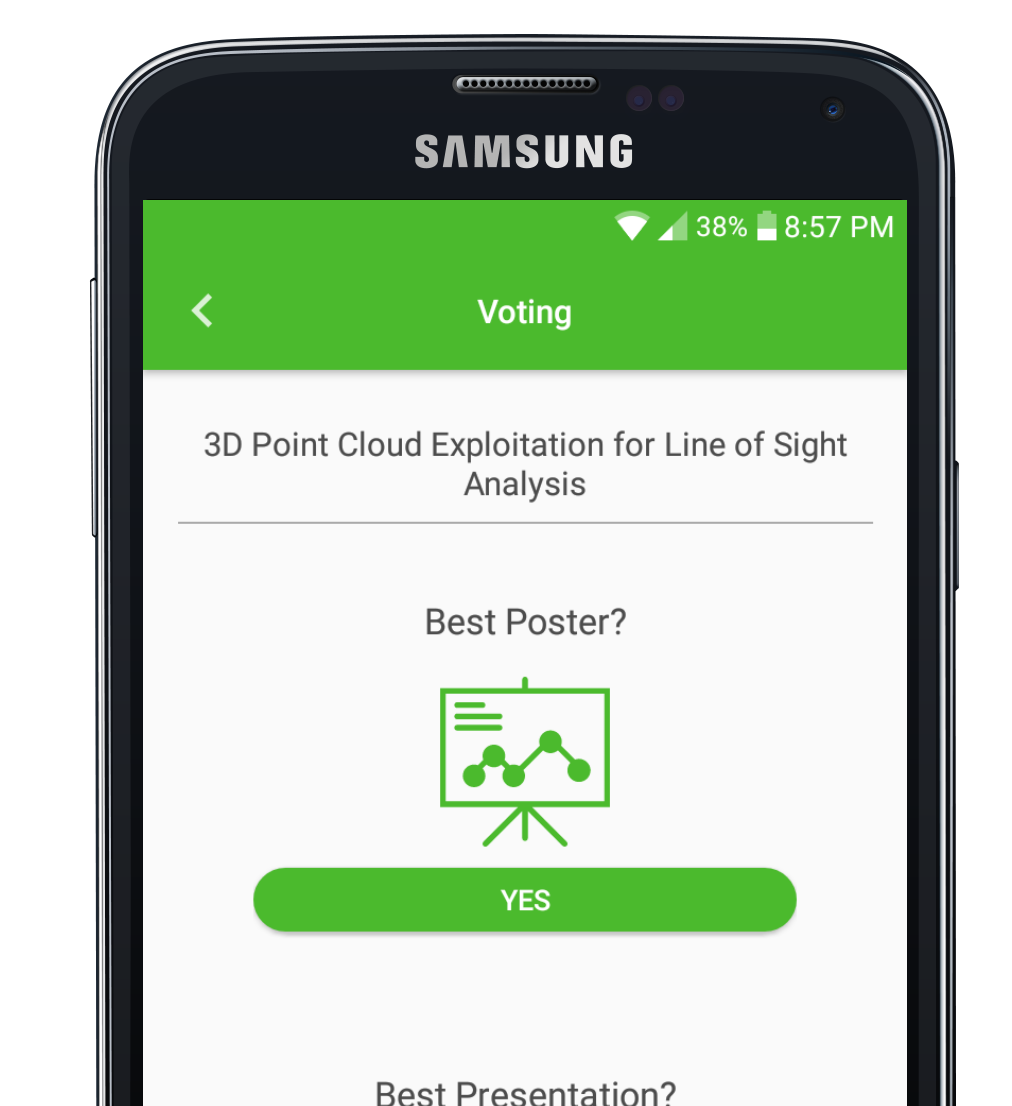 SAMSUNG
38% 8:57 PM
Voting
3D Point Cloud Exploitation for Line of Sight
Analysis
Best Poster?
YES
Best Presentation?